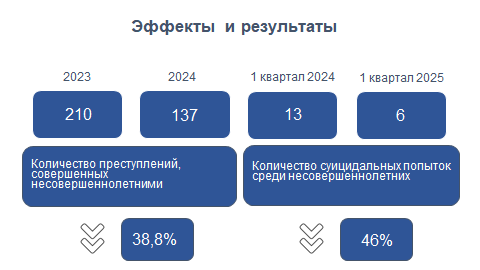 Эффекты и результаты
2023
2024
1 квартал 2024
1 квартал 2025
210
137
13
6
Количество преступлений,
совершенных
несовершеннолетними
Количество суицидальных попыток
среди несовершеннолетних
38,8%
46%